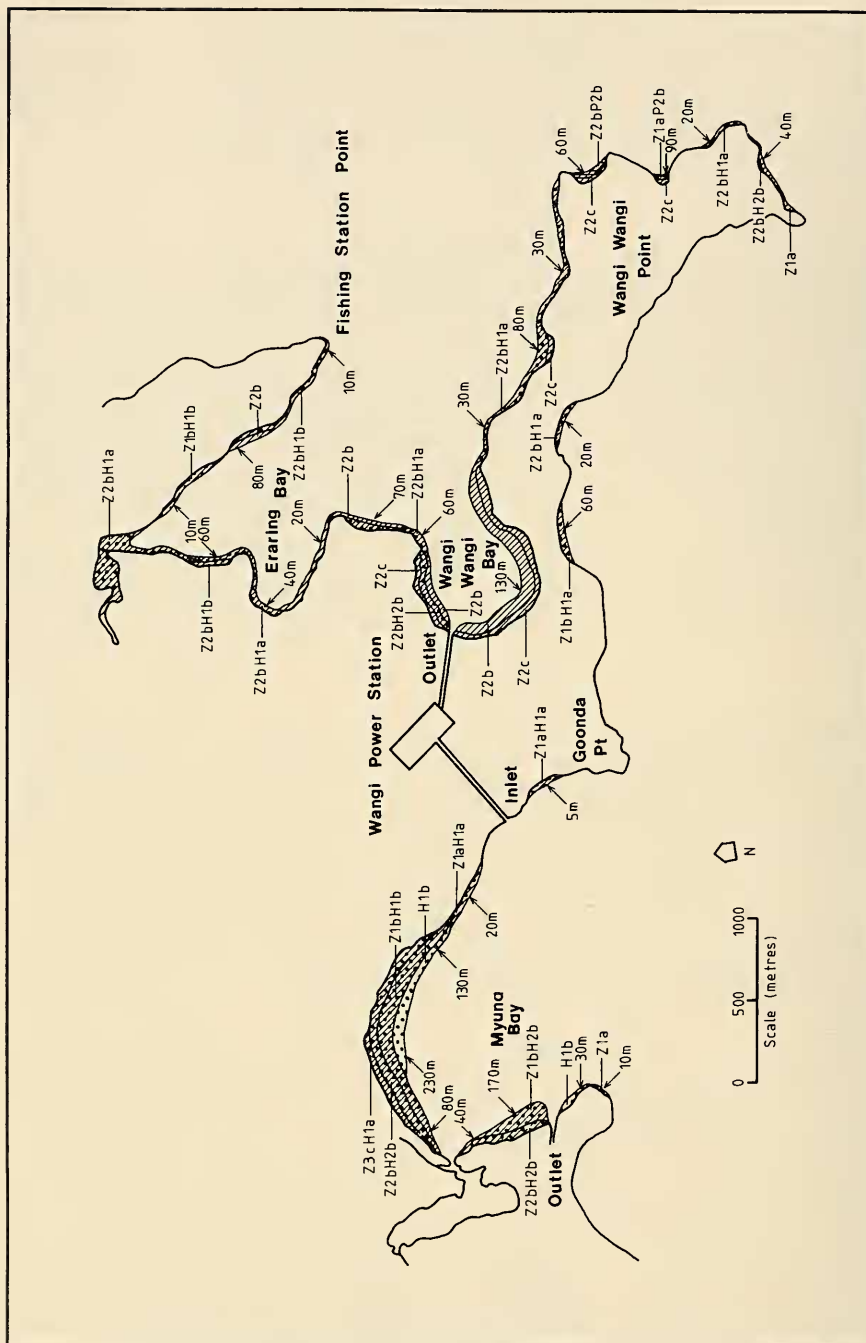 Z2bH1a
Z1bH1b
10m
60m
Z2bH1b
80m
Z2b
Z2bH1b
10m
Fishing Station Point
Eraring Bay
40m
Z2bH1a
20m
Z2b
70m
Z2bH1a
60m
Z2c
Z2bH2b
Z2b
Wangi Power Station
Outlet
Wangi
Wangi
Bay
130m
Z2b
Z2c
30m
Z2bH1a
80m
Z2c
30m
60m
Z2bP2b
Z2c
Z1aP2b
90m
Z2c
20m
Z2bH1a
40m
Z2bH2b
Z1a
Wangi Wangi
Point
Z2bH1a
20m
60m
Z1bH1a
Goonda
Pt
Inlet
Z1aH1a
5m
Z1aH1a
20m
H1b
Z1bH1b
130m
230m
Z3cH1a
Z2bH2b
80m
40m
Myuna
Bay
170m
Z1bH2b
Z2bH2b
Outlet
H1b
30m
Z1a
10m
N
0 500 1000
Scale (metres)